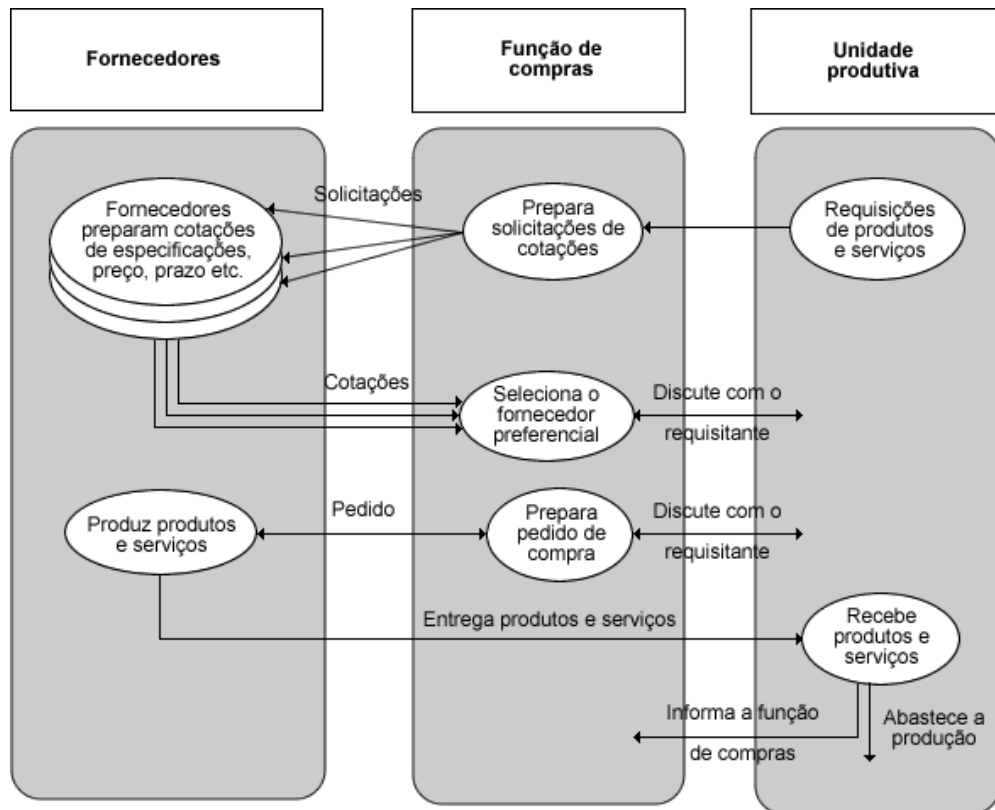 Fornecedores
Função de
compras
Unidade
produtiva
Solicitações
Fornecedores
preparam cotações
de especificações,
preço, prazo etc.
Prepara
solicitações de
cotações
Requisições
de produtos
e serviços
Cotações
Seleciona o
fornecedor
preferencial
Discute com o
requisitante
Produz produtos
e serviços
Pedido
Prepara
pedido de
compra
Discute com o
requisitante
Entrega produtos e serviços
Recebe
produtos e
serviços
Informa a função
de compras
Abastece a
produção